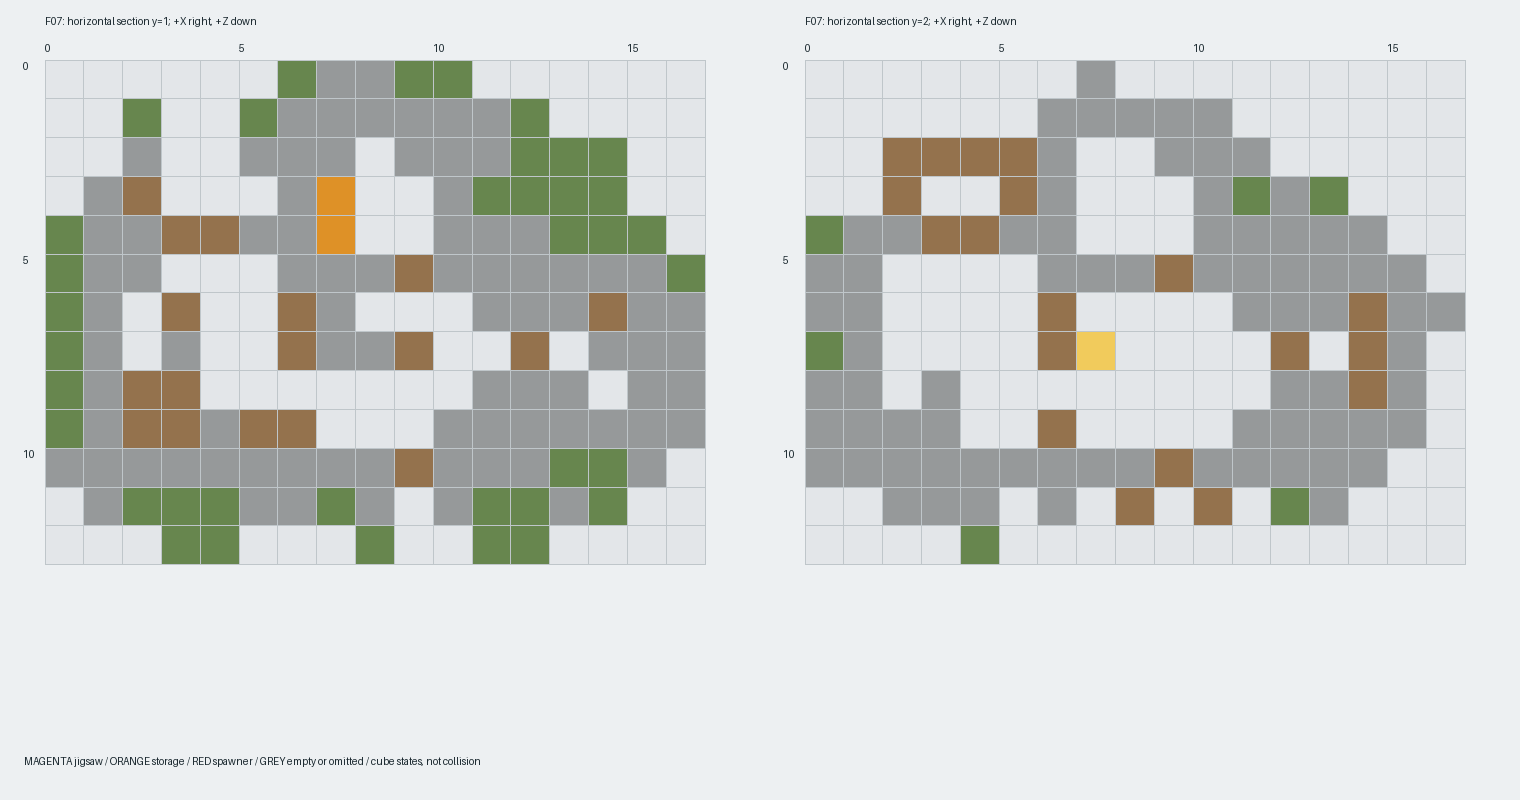 F07: horizontal section y=1; +X right, +Z down
F07: horizontal section y=2; +X right, +Z down
0 5 10 15
0 5 10 15
0
0
5
5
10
10
MAGENTA jigsaw / ORANGE storage / RED spawner / GREY empty or omitted / cube states, not collision